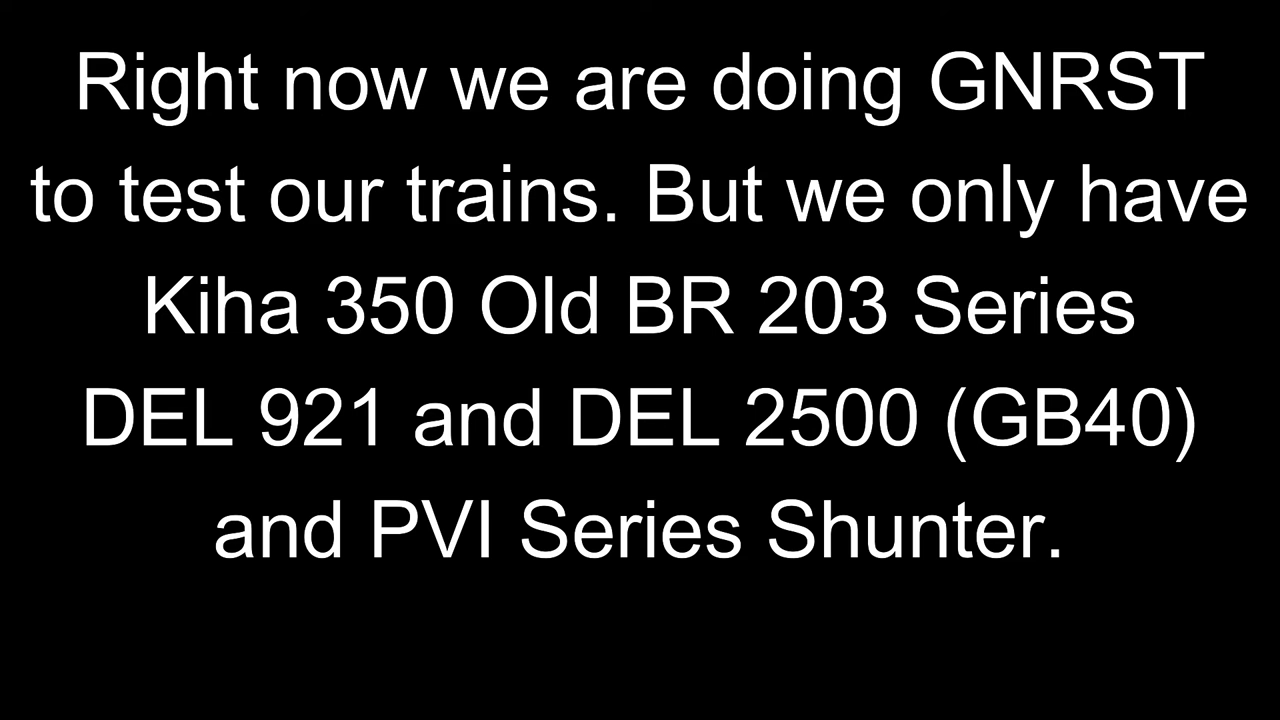 Right now we are doing GNRST
to test our trains. But we only have
Kiha 350 Old BR 203 Series
DEL 921 and DEL 2500 (GB40)
and PVI Series Shunter.